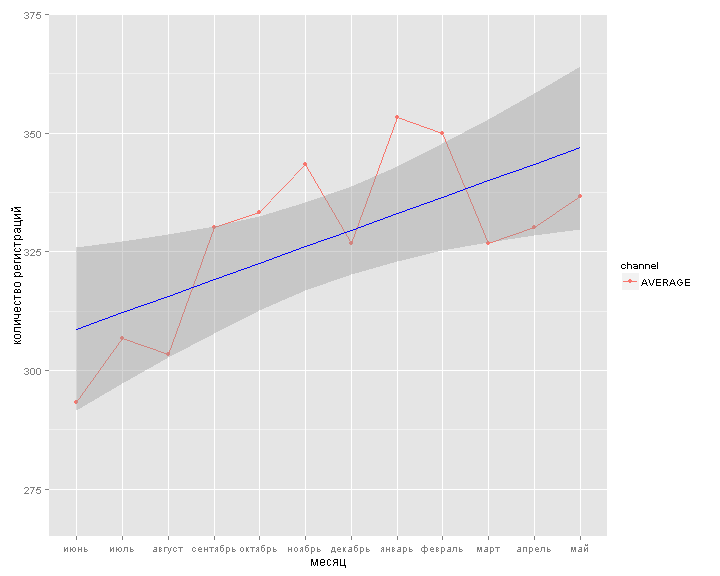 375
350
325
300
275
количество регистраций
июнь июль август сентябрь октябрь ноябрь декабрь январь февраль март апрель май
месяц
channel
AVERAGE